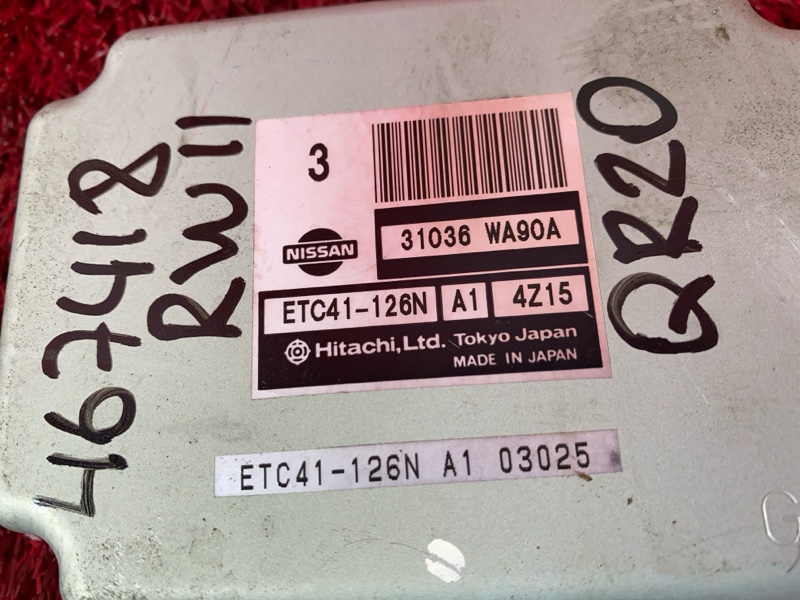 467418
RW11
3
NISSAN
31036 WA90A
ETC41-126N A1 4Z15
Hitachi, Ltd. Tokyo Japan
MADE IN JAPAN
QR20
ETC41-126N A1 03025